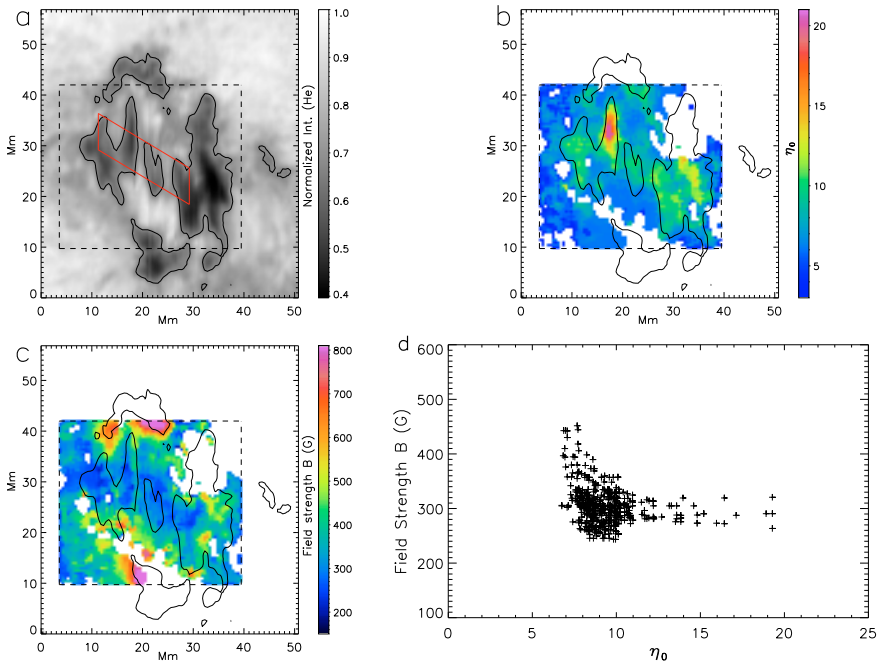 a
50
40
30
20
10
0
Mm
0 10 20 30 40 50
Mm
1.0
0.9
0.8
0.7
0.6
0.5
0.4
Normalized Int. (He)
b
50
40
30
20
10
0
Mm
0 10 20 30 40 50
Mm
20
15
10
5
η₀
c
50
40
30
20
10
0
Mm
0 10 20 30 40 50
Mm
800
700
600
500
400
300
200
Field strength B (G)
d
600
500
400
300
200
100
Field Strength B (G)
0 5 10 15 20 25
η₀